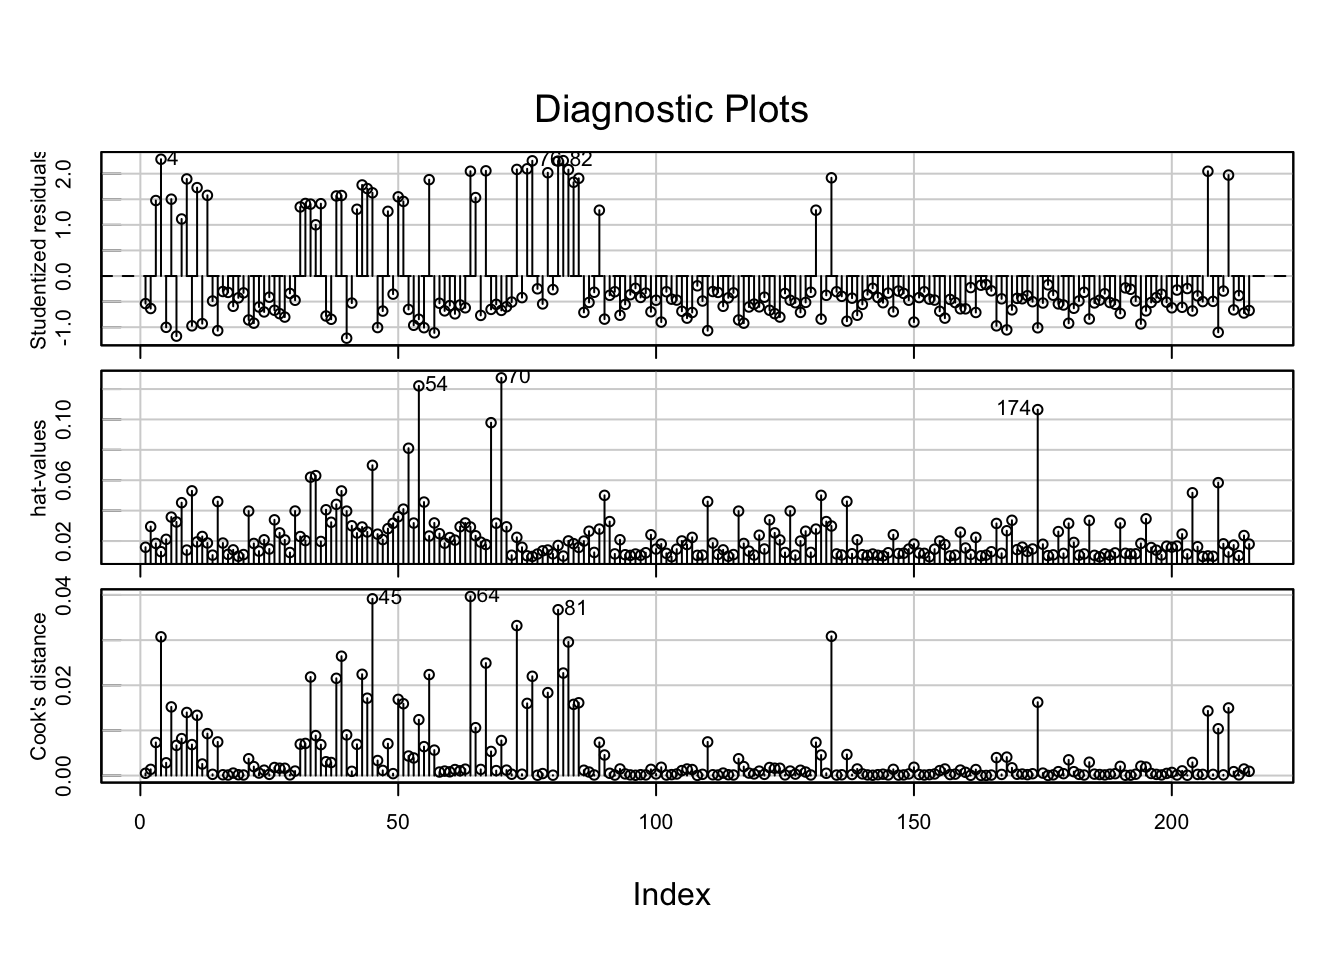 Diagnostic Plots
Studentized residuals
-1.0 0.0 1.0 2.0
4 76 82
hat-values
0.02 0.06 0.10
54 70 174
Cook's distance
0.00 0.02 0.04
45 64 81
0 50 100 150 200
Index